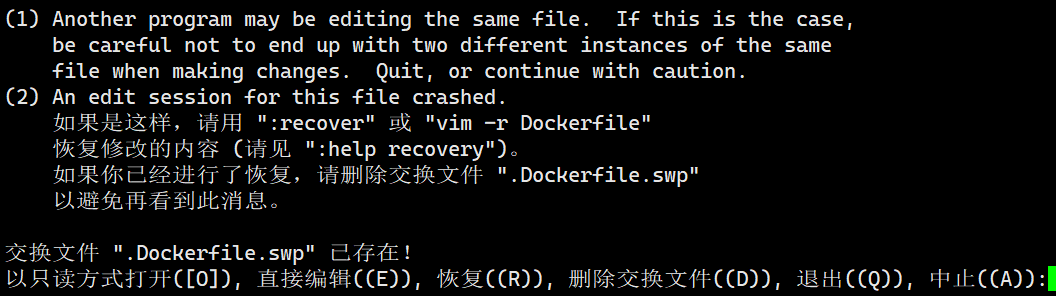 (1) Another program may be editing the same file.  If this is the case,
    be careful not to end up with two different instances of the same
    file when making changes.  Quit, or continue with caution.
(2) An edit session for this file crashed.
    如果是这样，请用 ":recover" 或 "vim -r Dockerfile"
    恢复修改的内容 (请见 ":help recovery")。
    如果你已经进行了恢复，请删除交换文件 ".Dockerfile.swp"
    以避免再看到此消息。

交换文件 ".Dockerfile.swp" 已存在！
以只读方式打开([O]), 直接编辑((E)), 恢复((R)), 删除交换文件((D)), 退出((Q)), 中止((A)):